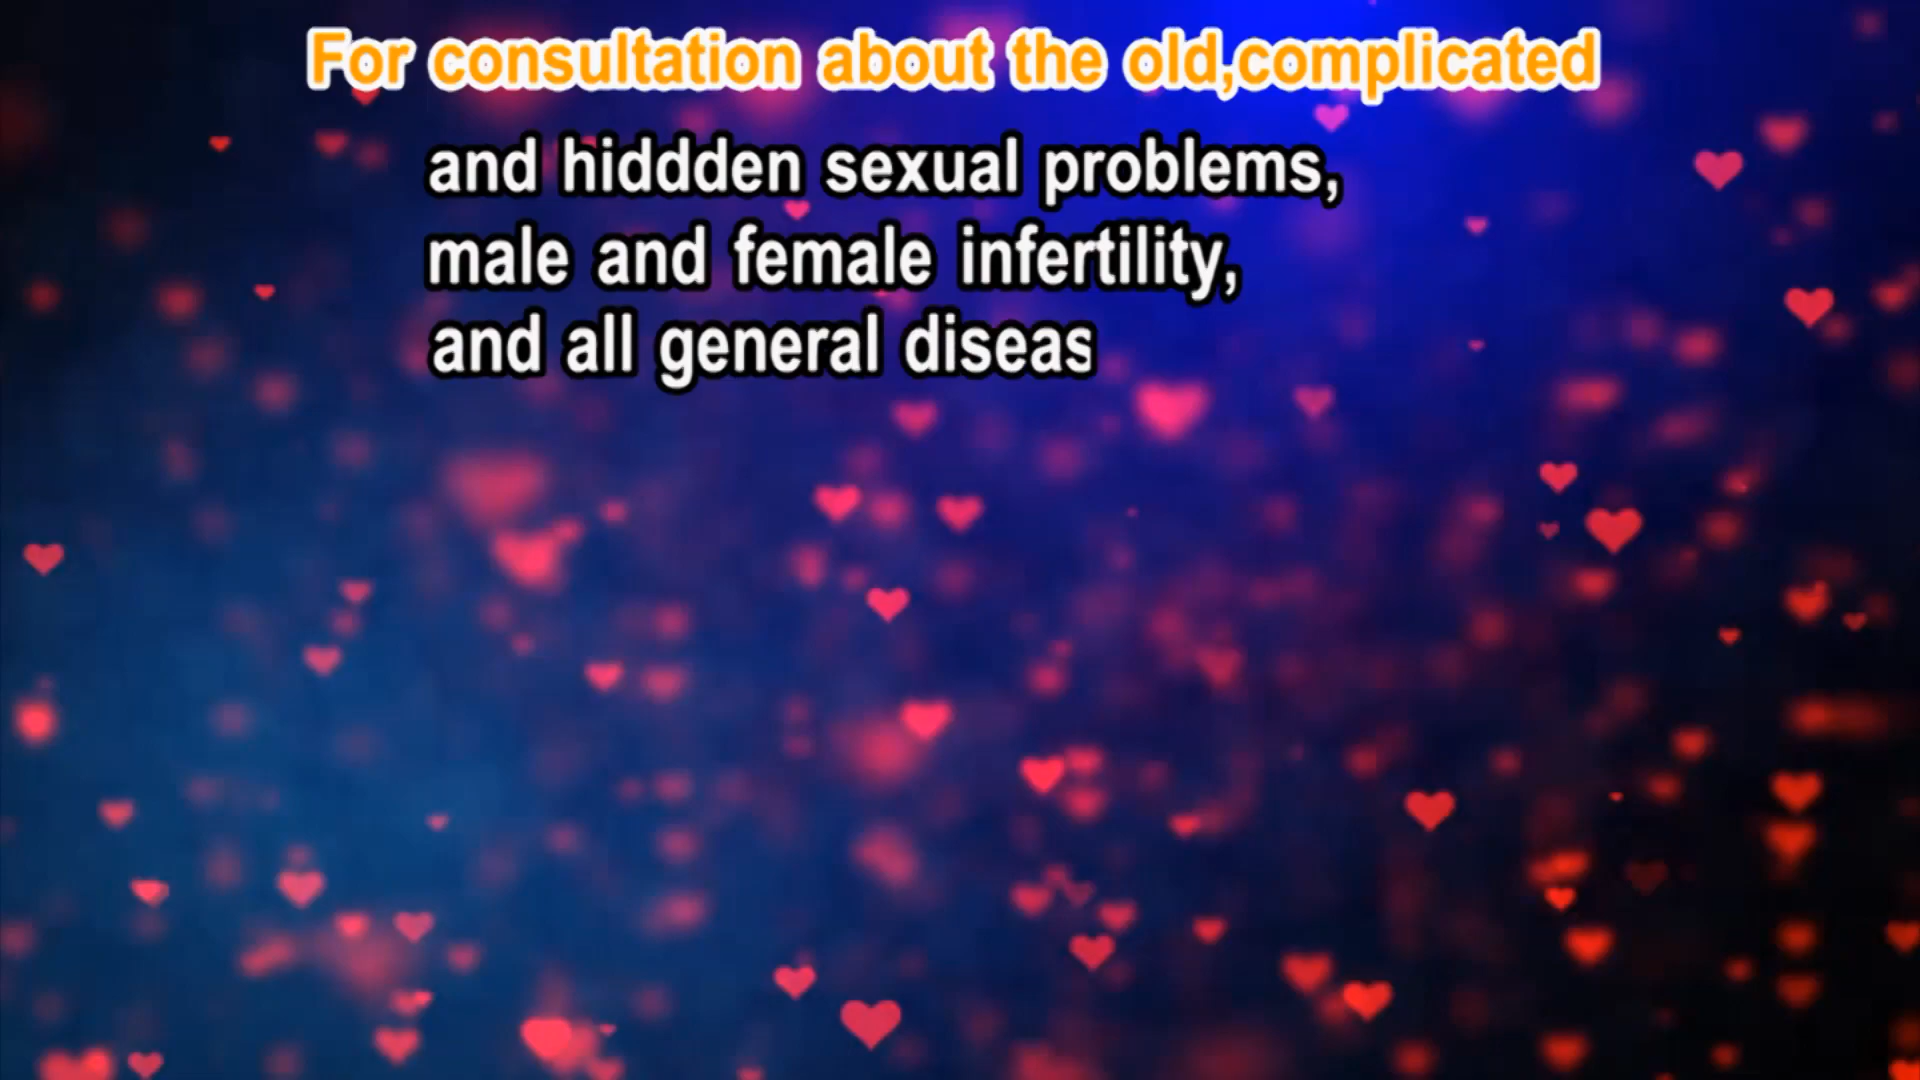 For consultation about the old,complicated
and hiddden sexual problems,
male and female infertility,
and all general diseas